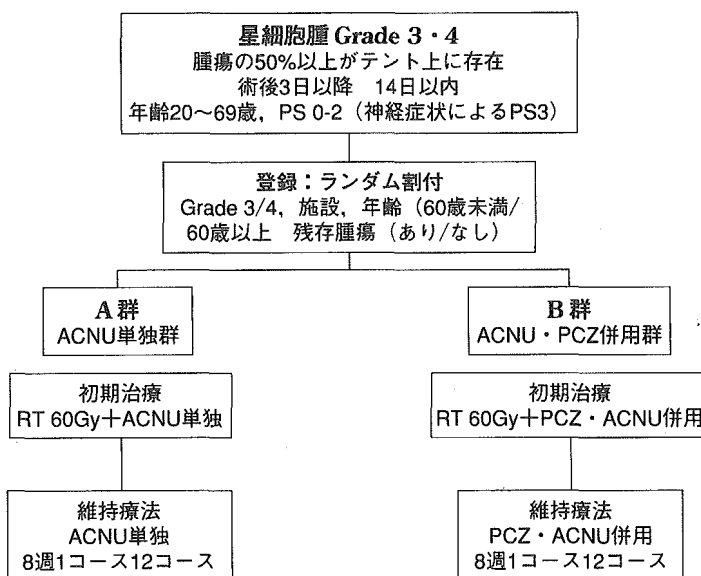 星細胞腫 Grade 3・4
腫瘍の50%以上がテント上に存在
術後3日以降 14日以内
年齢20〜69歳，PS 0-2（神経症状によるPS3）
登録：ランダム割付
Grade 3/4，施設，年齢（60歳未満/
60歳以上 残存腫瘍（あり/なし）
A群
ACNU単独群
B群
ACNU・PCZ併用群
初期治療
RT 60Gy＋ACNU単独
初期治療
RT 60Gy＋PCZ・ACNU併用
維持療法
ACNU単独
8週1コース12コース
維持療法
PCZ・ACNU併用
8週1コース12コース